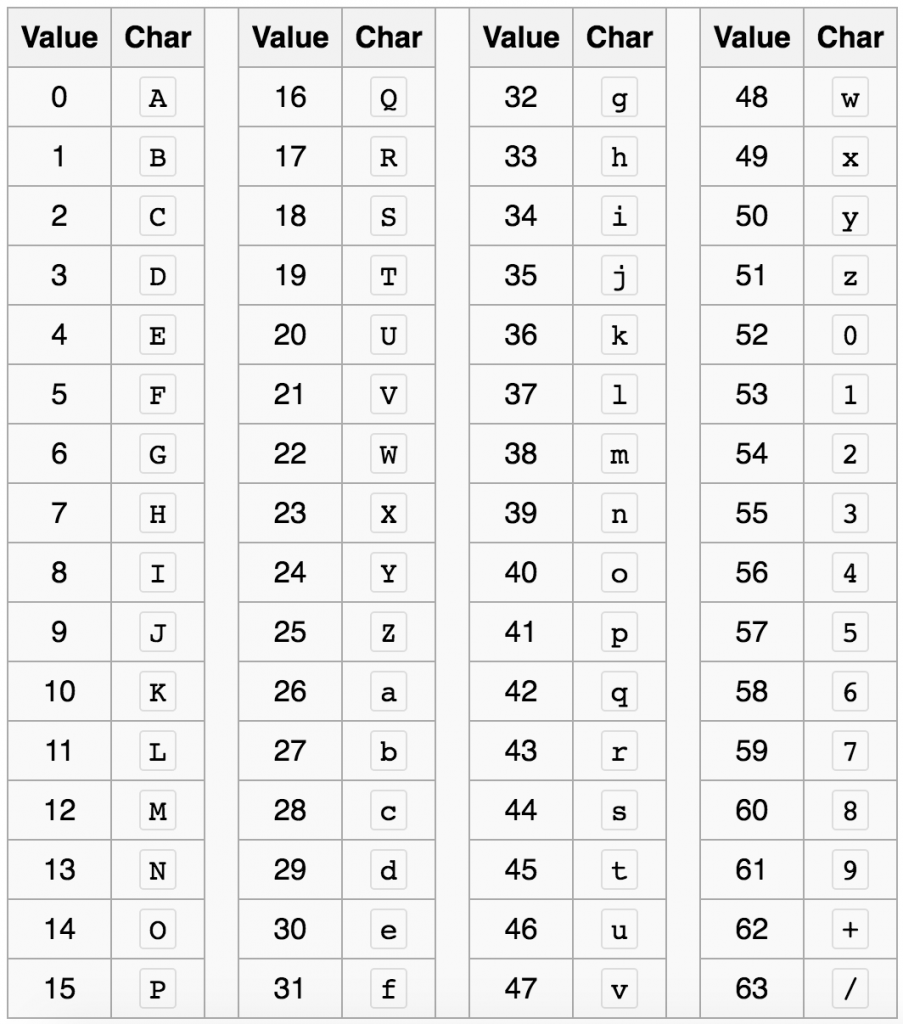 Value Char Value Char Value Char Value Char
0 A 16 Q 32 g 48 w
1 B 17 R 33 h 49 x
2 C 18 S 34 i 50 y
3 D 19 T 35 j 51 z
4 E 20 U 36 k 52 0
5 F 21 V 37 l 53 1
6 G 22 W 38 m 54 2
7 H 23 X 39 n 55 3
8 I 24 Y 40 o 56 4
9 J 25 Z 41 p 57 5
10 K 26 a 42 q 58 6
11 L 27 b 43 r 59 7
12 M 28 c 44 s 60 8
13 N 29 d 45 t 61 9
14 O 30 e 46 u 62 +
15 P 31 f 47 v 63 /